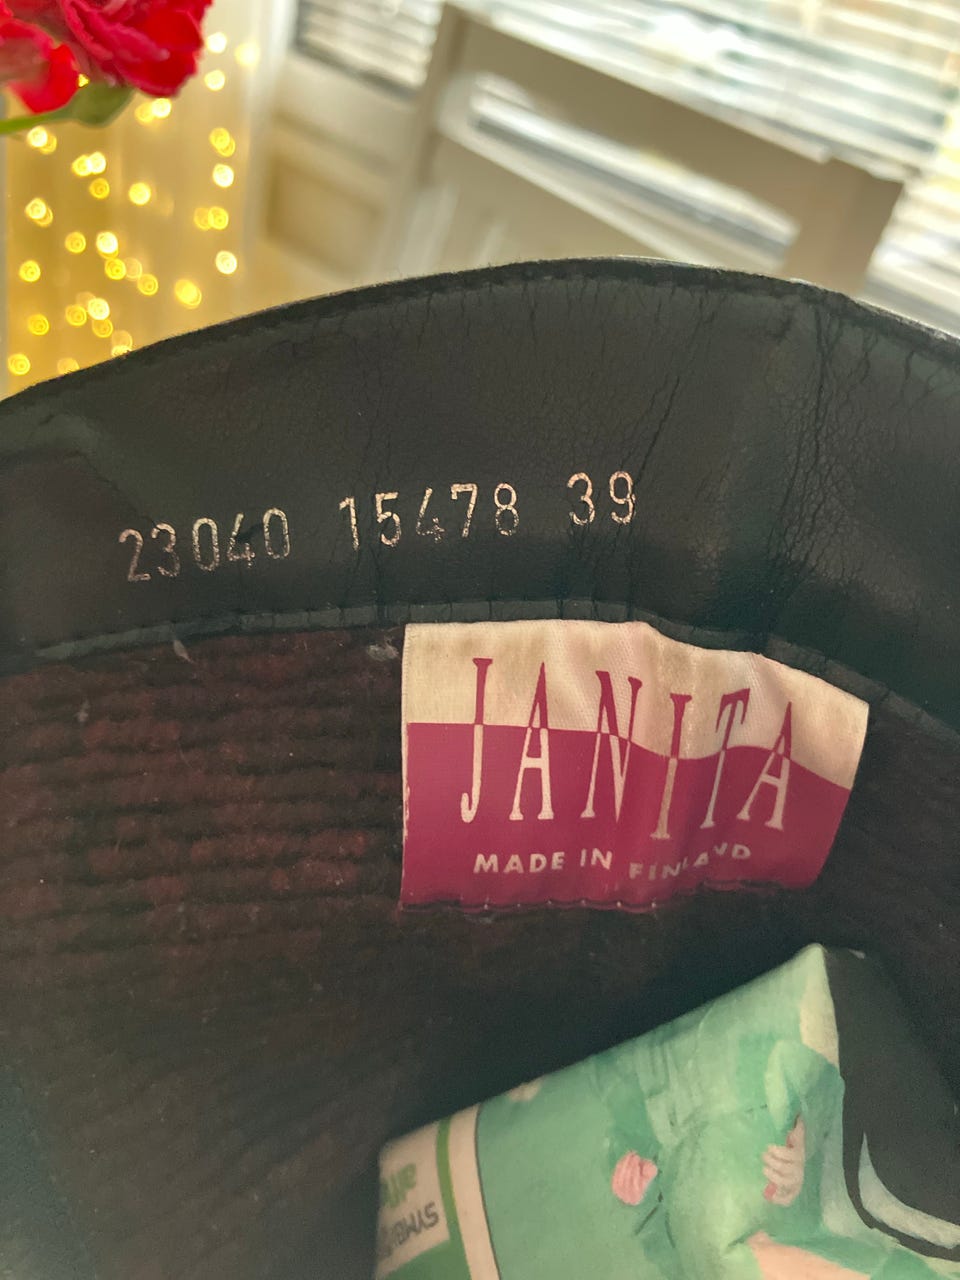 23040 15478 39
JANITA
MADE IN FINLAND